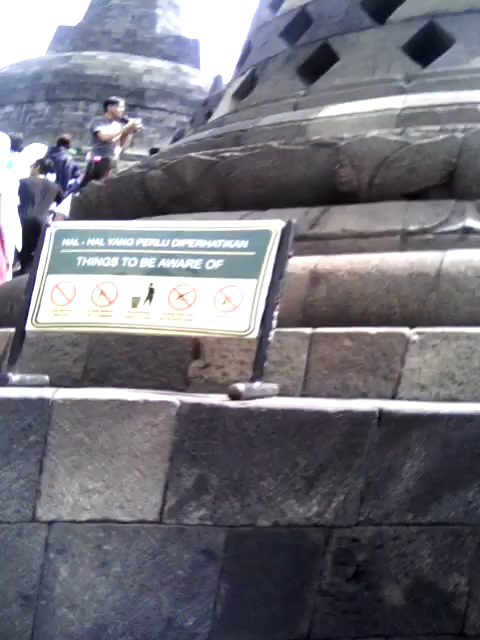 HAL - HAL YANG PERLU DIPERHATIKAN
THINGS TO BE AWARE OF